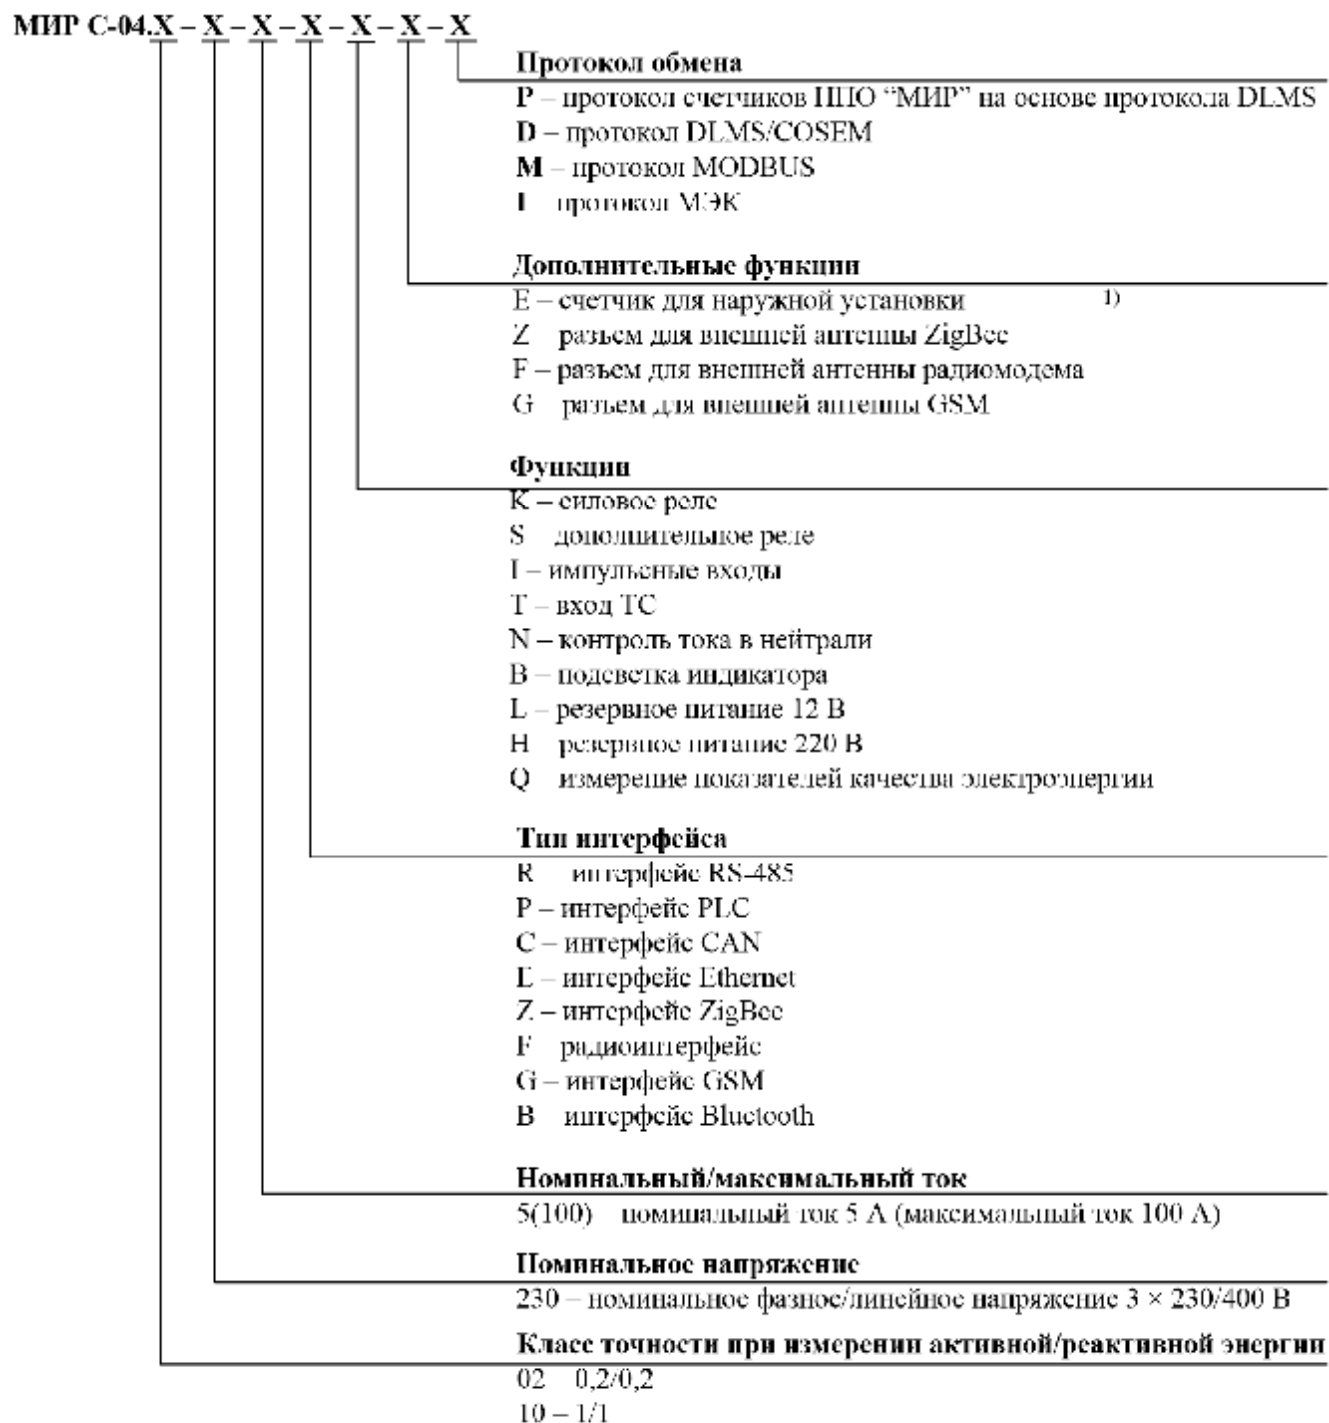 МИР С-04.X – X – X – X – X – X – X
Протокол обмена
P – протокол счетчиков НПО “МИР” на основе протокола DLMS
D – протокол DLMS/COSEM
M – протокол MODBUS
I – протокол МЭК
Дополнительные функции
E – счетчик для наружной установки 1)
Z – разъем для внешней антенны ZigBee
F – разъем для внешней антенны радиомодема
G – разъем для внешней антенны GSM
Функции
K – силовое реле
S – дополнительное реле
I – импульсные входы
T – вход ТС
N – контроль тока в нейтрали
B – подсветка индикатора
L – резервное питание 12 В
H – резервное питание 220 В
Q – измерение показателей качества электроэнергии
Тип интерфейса
R – интерфейс RS-485
P – интерфейс PLC
C – интерфейс CAN
E – интерфейс Ethernet
Z – интерфейс ZigBee
F – радиоинтерфейс
G – интерфейс GSM
B – интерфейс Bluetooth
Номинальный/максимальный ток
5(100) – номинальный ток 5 А (максимальный ток 100 А)
Номинальное напряжение
230 – номинальное фазное/линейное напряжение 3 × 230/400 В
Класс точности при измерении активной/реактивной энергии
02 – 0,2/0,2
10 – 1/1